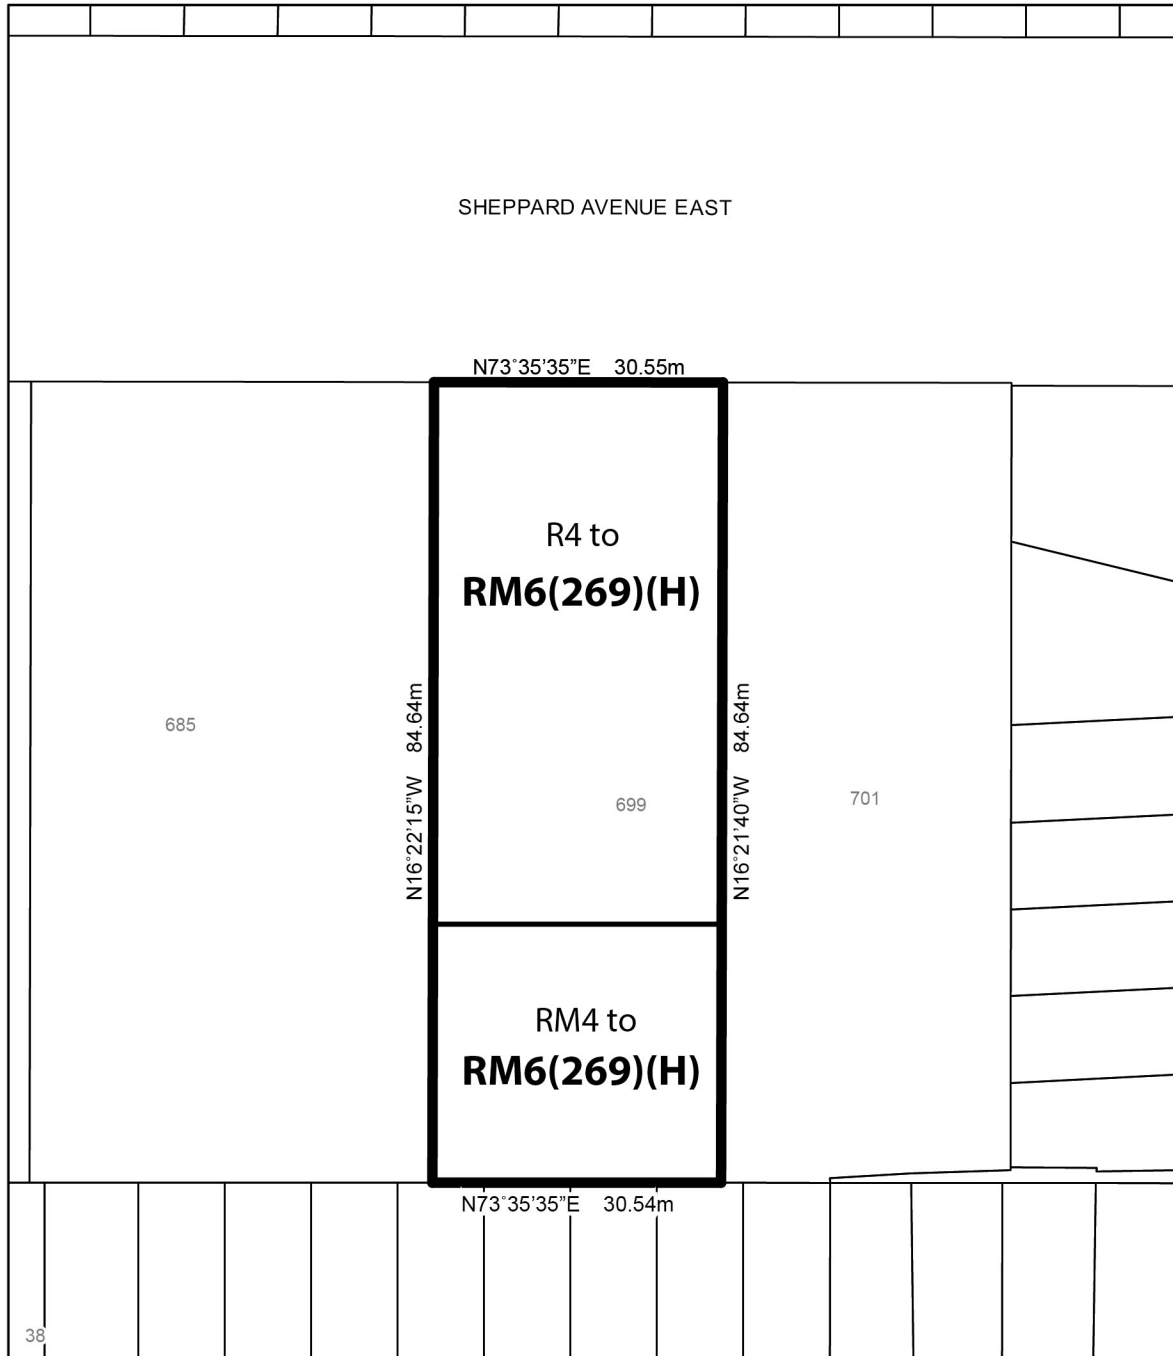 SHEPPARD AVENUE EAST
N73°35'35”E 30.55m
R4 to
RM6(269)(H)
N16°22'15”W 84.64m
N16°21'40”W 84.64m
685
699
701
RM4 to
RM6(269)(H)
N73°35'35”E 30.54m
38